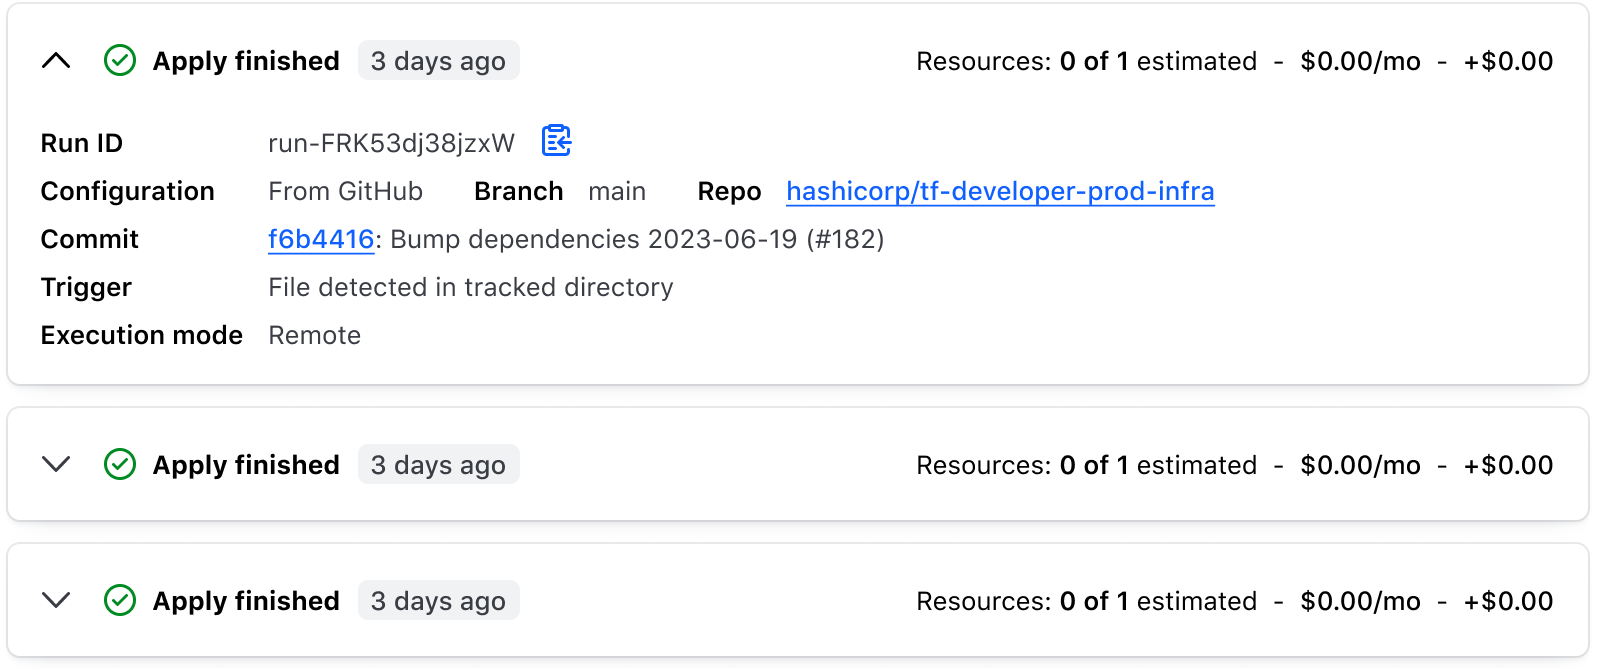 Apply finished 3 days ago Resources: 0 of 1 estimated - $0.00/mo - +$0.00
Run ID run-FRK53dj38jzxW
Configuration From GitHub Branch main Repo hashicorp/tf-developer-prod-infra
Commit f6b4416: Bump dependencies 2023-06-19 (#182)
Trigger File detected in tracked directory
Execution mode Remote
Apply finished 3 days ago Resources: 0 of 1 estimated - $0.00/mo - +$0.00
Apply finished 3 days ago Resources: 0 of 1 estimated - $0.00/mo - +$0.00